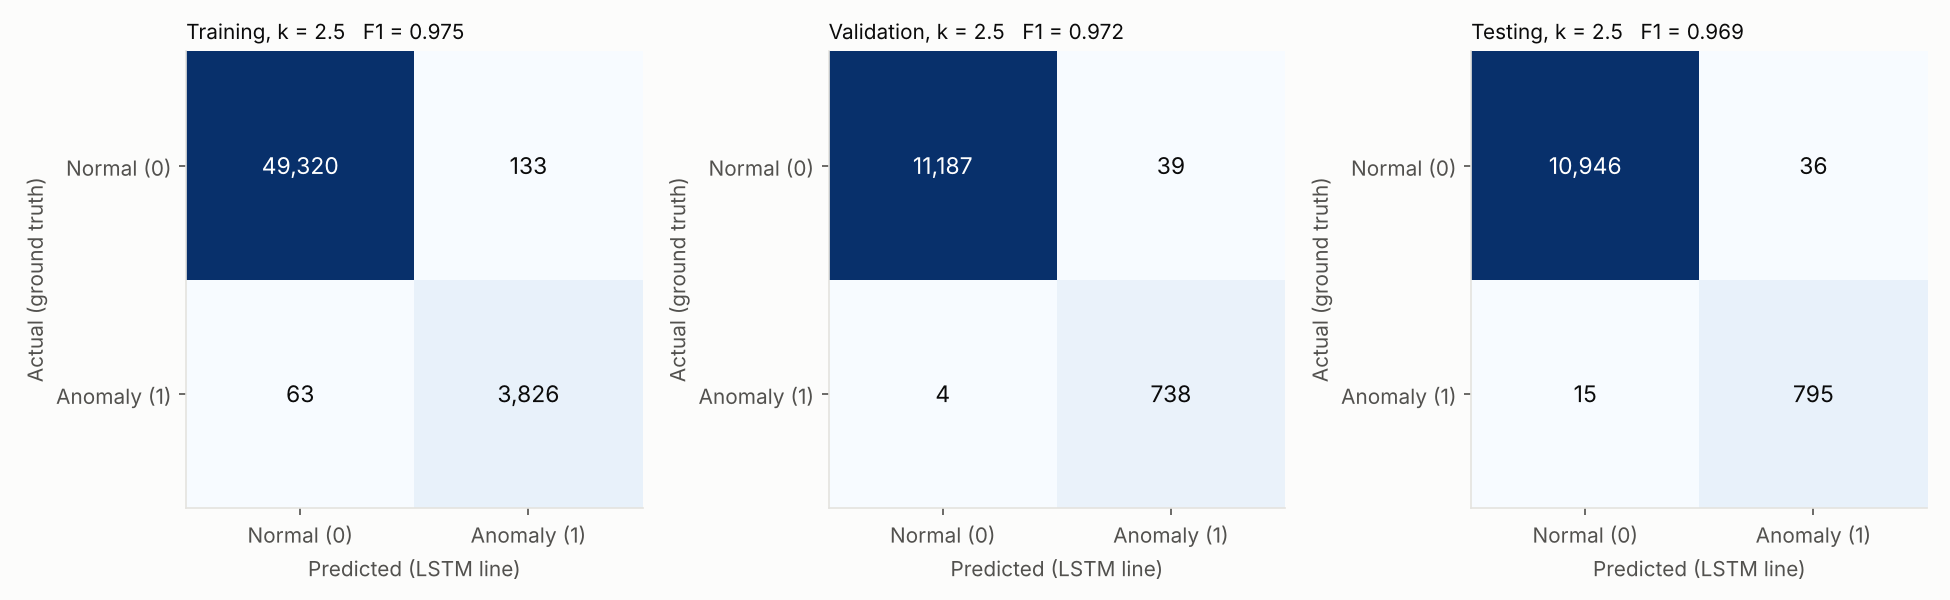 Training, k = 2.5   F1 = 0.975
Actual (ground truth)
Normal (0)
49,320
133
Anomaly (1)
63
3,826
Normal (0)
Anomaly (1)
Predicted (LSTM line)
Validation, k = 2.5   F1 = 0.972
Actual (ground truth)
Normal (0)
11,187
39
Anomaly (1)
4
738
Normal (0)
Anomaly (1)
Predicted (LSTM line)
Testing, k = 2.5   F1 = 0.969
Actual (ground truth)
Normal (0)
10,946
36
Anomaly (1)
15
795
Normal (0)
Anomaly (1)
Predicted (LSTM line)